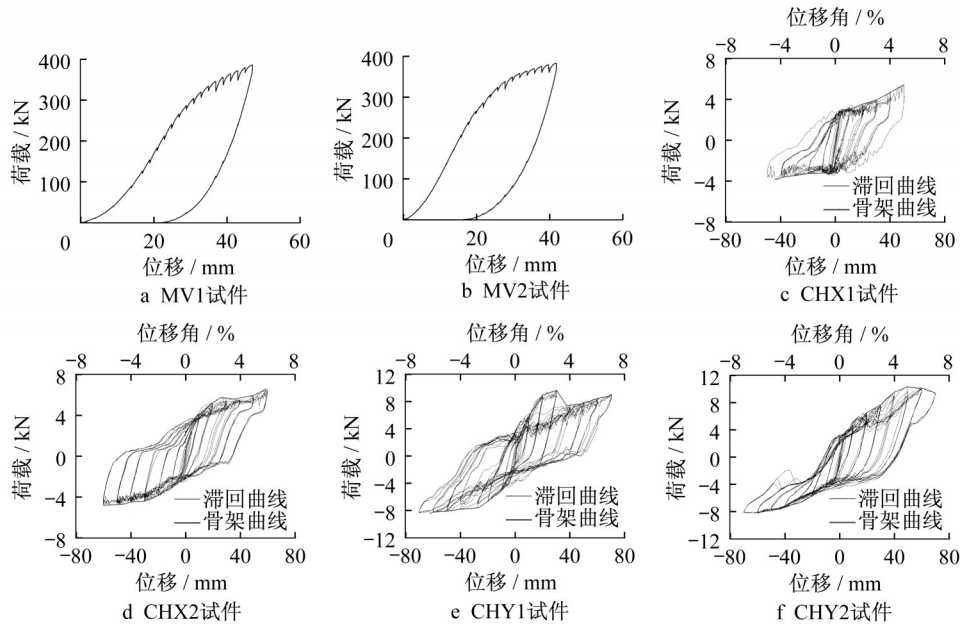 位移角 / %
−8 −4 0 4 8
400
300
200
100
0
荷载 / kN
20 40 60
位移 / mm
a MV1试件
400
300
200
100
0
荷载 / kN
20 40 60
位移 / mm
b MV2试件
8
4
0
−4
−8
荷载 / kN
滞回曲线
骨架曲线
−80 −40 0 40 80
位移 / mm
c CHX1试件
位移角 / %
−8 −4 0 4 8
8
4
0
−4
−8
荷载 / kN
滞回曲线
骨架曲线
−80 −40 0 40 80
位移 / mm
d CHX2试件
位移角 / %
−8 −4 0 4 8
12
8
4
0
−4
−8
−12
荷载 / kN
滞回曲线
骨架曲线
−80 −40 0 40 80
位移 / mm
e CHY1试件
位移角 / %
−8 −4 0 4 8
12
8
4
0
−4
−8
−12
荷载 / kN
滞回曲线
骨架曲线
−80 −40 0 40 80
位移 / mm
f CHY2试件